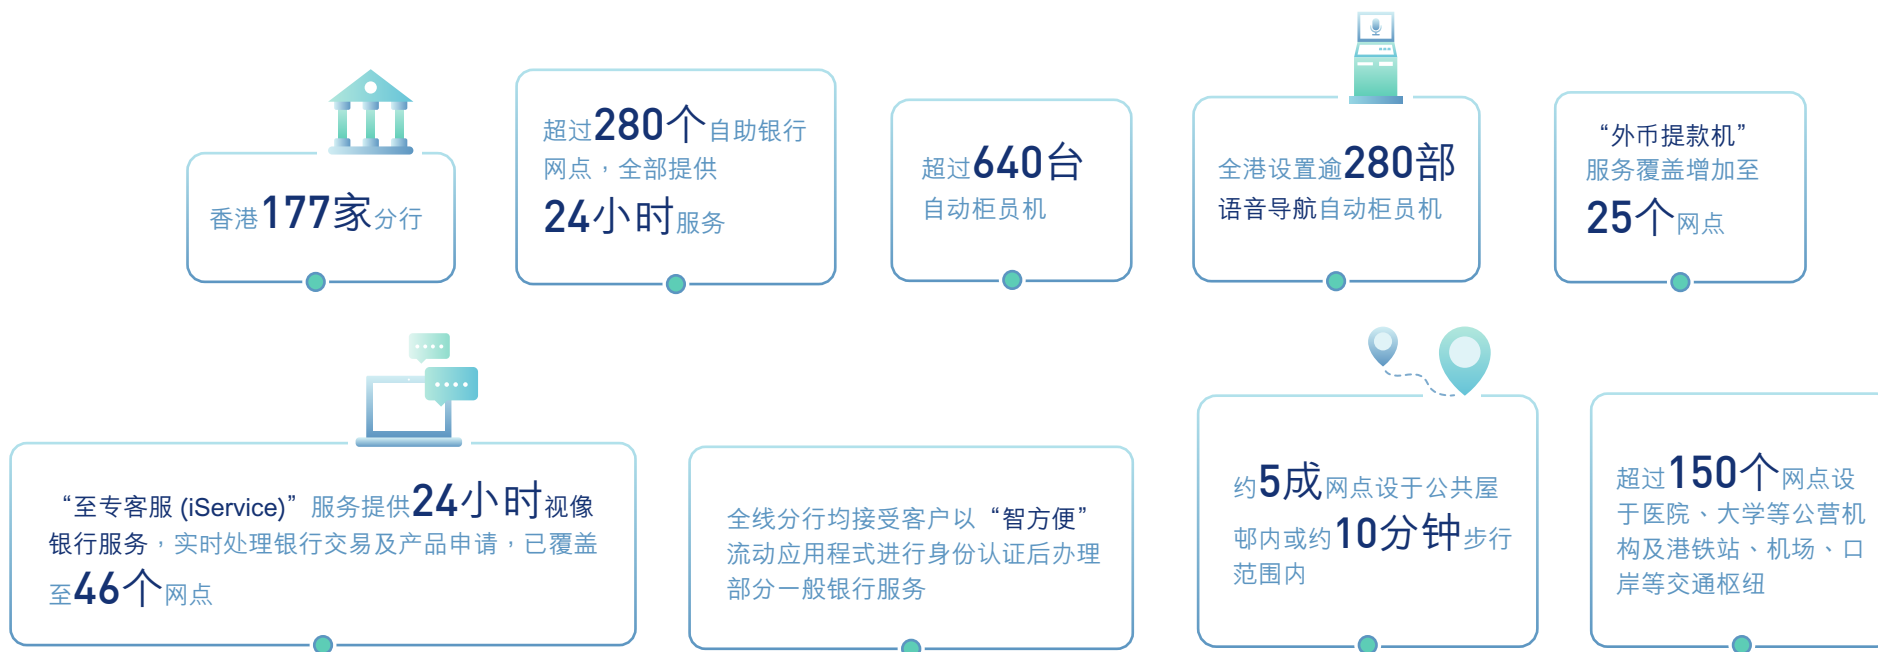 香港177家分行
超过280个自助银行
网点，全部提供
24小时服务
超过640台
自动柜员机
全港设置逾280部
语音导航自动柜员机
“外币提款机”
服务覆盖增加至
25个网点
“至专客服 (iService)”服务提供24小时视像
银行服务，实时处理银行交易及产品申请，已覆盖
至46个网点
全线分行均接受客户以“智方便”
流动应用程式进行身份认证后办理
部分一般银行服务
约5成网点设于公共屋
邨内或约10分钟步行
范围内
超过150个网点设
于医院、大学等公营机
构及港铁站、机场、口
岸等交通枢纽